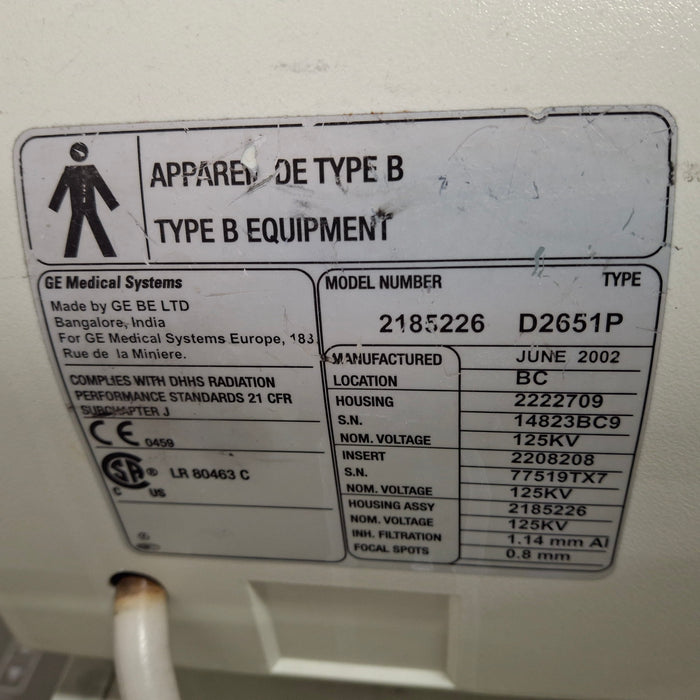 APPAREIL DE TYPE B
TYPE B EQUIPMENT
GE Medical Systems
Made by GE BE LTD
Bangalore, India
For GE Medical Systems Europe, 183
Rue de la Miniere.
COMPLIES WITH DHHS RADIATION
PERFORMANCE STANDARDS 21 CFR
SUBCHAPTER J
CE 0459
CSA ® LR 80463 C
C US
MODEL NUMBER TYPE
2185226 D2651P
MANUFACTURED JUNE 2002
LOCATION BC
HOUSING 2222709
S.N. 14823BC9
NOM. VOLTAGE 125KV
INSERT 2208208
S.N. 77519TX7
NOM. VOLTAGE 125KV
HOUSING ASSY 2185226
NOM. VOLTAGE 125KV
INH. FILTRATION 1.14 mm Al
FOCAL SPOTS 0.8 mm